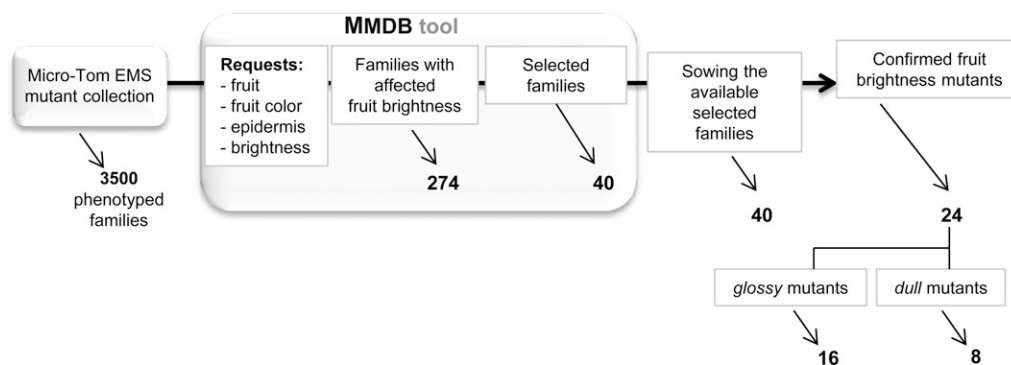 MMDB tool
Micro-Tom EMS
mutant collection
3500
phenotyped
families
Requests:
- fruit
- fruit color
- epidermis
- brightness
Families with
affected
fruit brightness
274
Selected
families
40
Sowing the
available
selected
families
40
Confirmed fruit
brightness mutants
24
glossy mutants
16
dull mutants
8